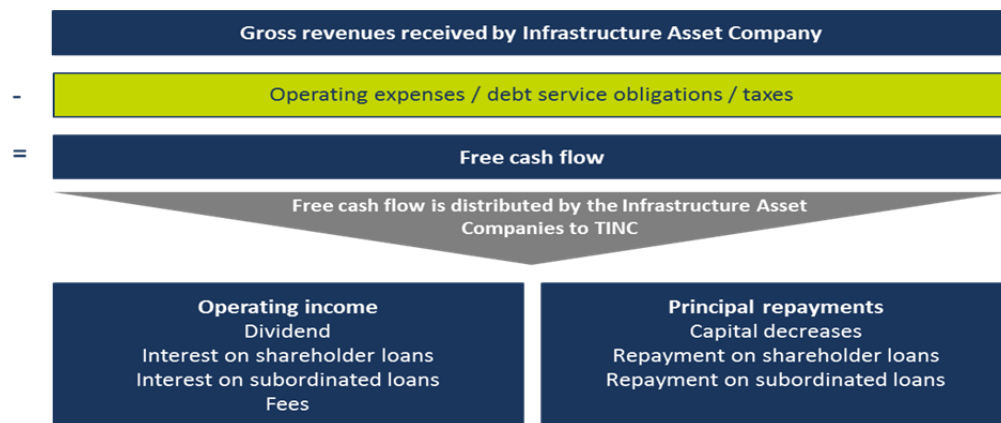 Gross revenues received by Infrastructure Asset Company
-
Operating expenses / debt service obligations / taxes
=
Free cash flow
Free cash flow is distributed by the Infrastructure Asset
Companies to TINC
Operating income
Dividend
Interest on shareholder loans
Interest on subordinated loans
Fees
Principal repayments
Capital decreases
Repayment on shareholder loans
Repayment on subordinated loans